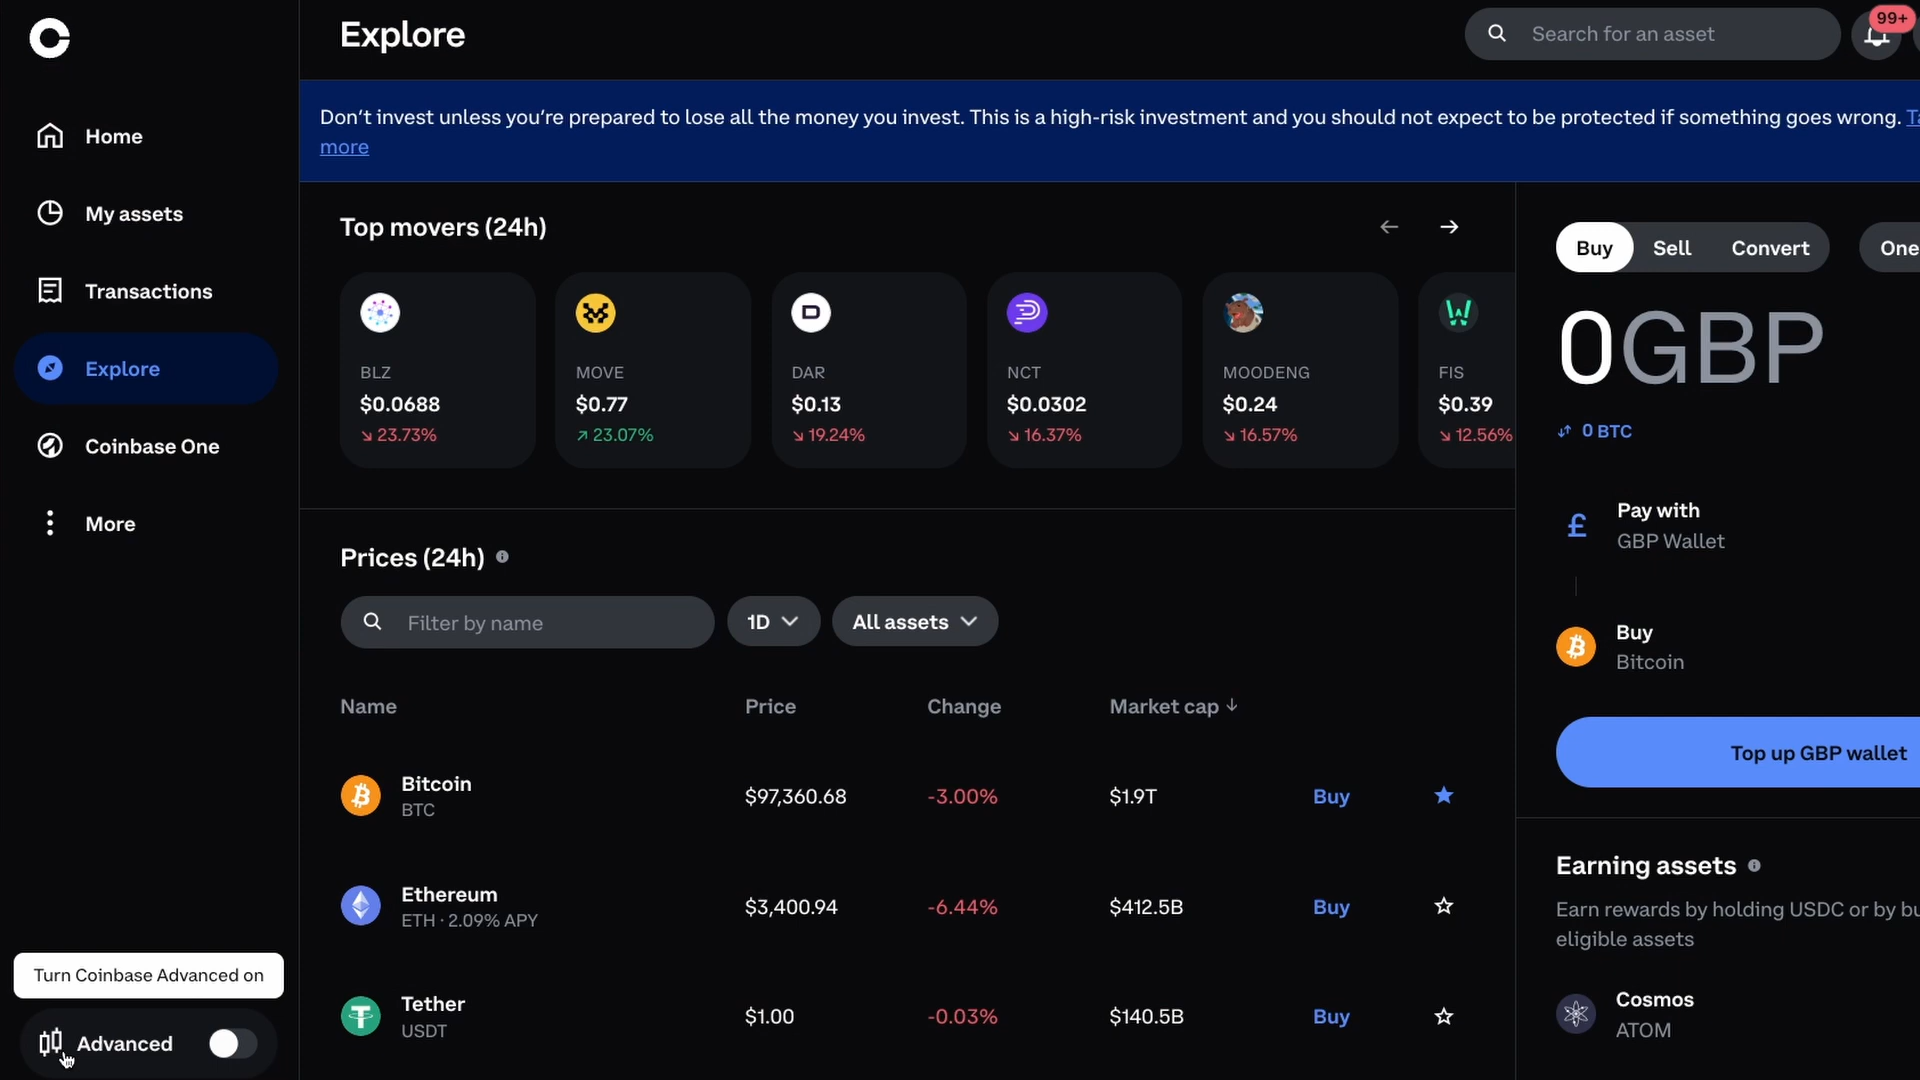 Explore
Search for an asset
99+
Home
My assets
Transactions
Explore
Coinbase One
More
Turn Coinbase Advanced on
Advanced
Don't invest unless you're prepared to lose all the money you invest. This is a high-risk investment and you should not expect to be protected if something goes wrong.
more
Top movers (24h)
BLZ
$0.0688
↘ 23.73%
MOVE
$0.77
↗ 23.07%
DAR
$0.13
↘ 19.24%
NCT
$0.0302
↘ 16.37%
MOODENG
$0.24
↘ 16.57%
FIS
$0.39
↘ 12.56%
Prices (24h)
Filter by name
1D
All assets
Name Price Change Market cap ↓
Bitcoin
BTC
$97,360.68 -3.00% $1.9T Buy
Ethereum
ETH · 2.09% APY
$3,400.94 -6.44% $412.5B Buy
Tether
USDT
$1.00 -0.03% $140.5B Buy
Buy Sell Convert One
0GBP
0 BTC
£
Pay with
GBP Wallet
Buy
Bitcoin
Top up GBP wallet
Earning assets
Earn rewards by holding USDC or by
eligible assets
Cosmos
ATOM